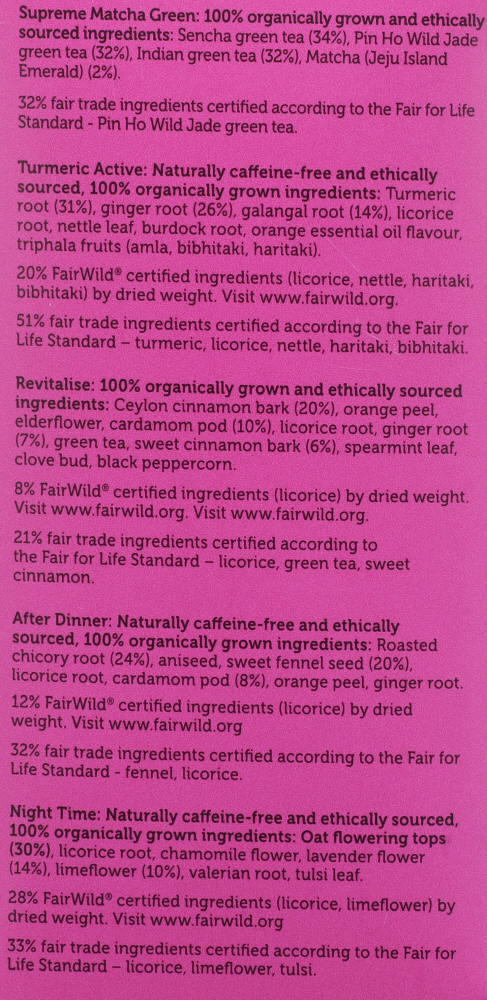 Supreme Matcha Green: 100% organically grown and ethically
sourced ingredients: Sencha green tea (34%), Pin Ho Wild Jade
green tea (32%), Indian green tea (32%), Matcha (Jeju Island
Emerald) (2%).
32% fair trade ingredients certified according to the Fair for Life
Standard - Pin Ho Wild Jade green tea.
Turmeric Active: Naturally caffeine-free and ethically
sourced, 100% organically grown ingredients: Turmeric
root (31%), ginger root (26%), galangal root (14%), licorice
root, nettle leaf, burdock root, orange essential oil flavour,
triphala fruits (amla, bibhitaki, haritaki).
20% FairWild® certified ingredients (licorice, nettle, haritaki,
bibhitaki) by dried weight. Visit www.fairwild.org.
51% fair trade ingredients certified according to the Fair for
Life Standard – turmeric, licorice, nettle, haritaki, bibhitaki.
Revitalise: 100% organically grown and ethically sourced
ingredients: Ceylon cinnamon bark (20%), orange peel,
elderflower, cardamom pod (10%), licorice root, ginger root
(7%), green tea, sweet cinnamon bark (6%), spearmint leaf,
clove bud, black peppercorn.
8% FairWild® certified ingredients (licorice) by dried weight.
Visit www.fairwild.org. Visit www.fairwild.org.
21% fair trade ingredients certified according to
the Fair for Life Standard – licorice, green tea, sweet
cinnamon.
After Dinner: Naturally caffeine-free and ethically
sourced, 100% organically grown ingredients: Roasted
chicory root (24%), aniseed, sweet fennel seed (20%),
licorice root, cardamom pod (8%), orange peel, ginger root.
12% FairWild® certified ingredients (licorice) by dried
weight. Visit www.fairwild.org
32% fair trade ingredients certified according to the Fair for
Life Standard - fennel, licorice.
Night Time: Naturally caffeine-free and ethically sourced,
100% organically grown ingredients: Oat flowering tops
(30%), licorice root, chamomile flower, lavender flower
(14%), limeflower (10%), valerian root, tulsi leaf.
28% FairWild® certified ingredients (licorice, limeflower) by
dried weight. Visit www.fairwild.org
33% fair trade ingredients certified according to the Fair for
Life Standard – licorice, limeflower, tulsi.